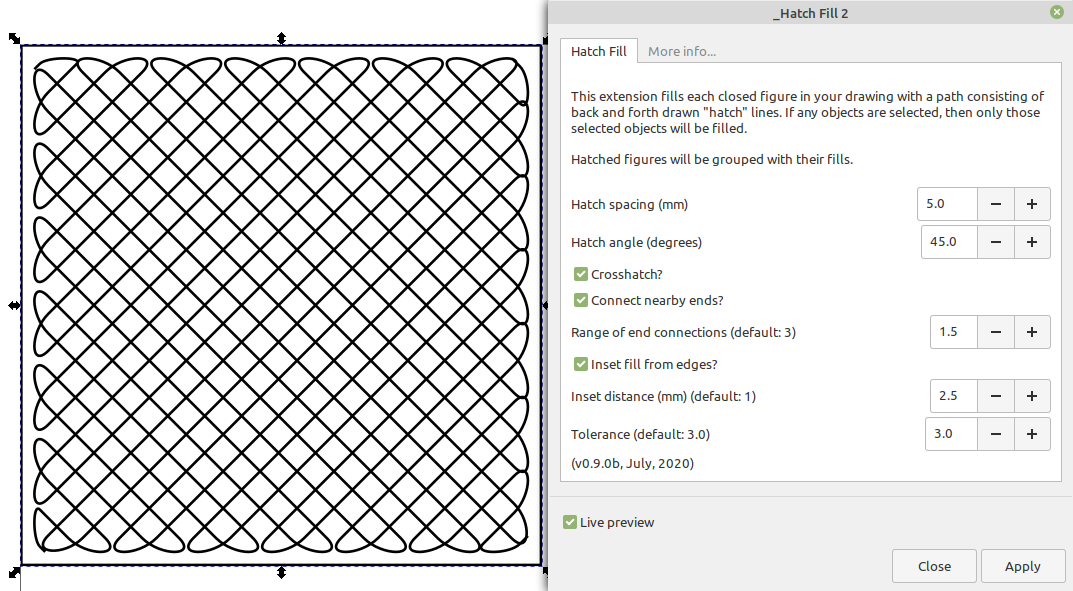 _Hatch Fill 2
Hatch Fill
More info...
This extension fills each closed figure in your drawing with a path consisting of
back and forth drawn "hatch" lines. If any objects are selected, then only those
selected objects will be filled.
Hatched figures will be grouped with their fills.
Hatch spacing (mm) 5.0
Hatch angle (degrees) 45.0
Crosshatch?
Connect nearby ends?
Range of end connections (default: 3) 1.5
Inset fill from edges?
Inset distance (mm) (default: 1) 2.5
Tolerance (default: 3.0) 3.0
(v0.9.0b, July, 2020)
Live preview
Close Apply